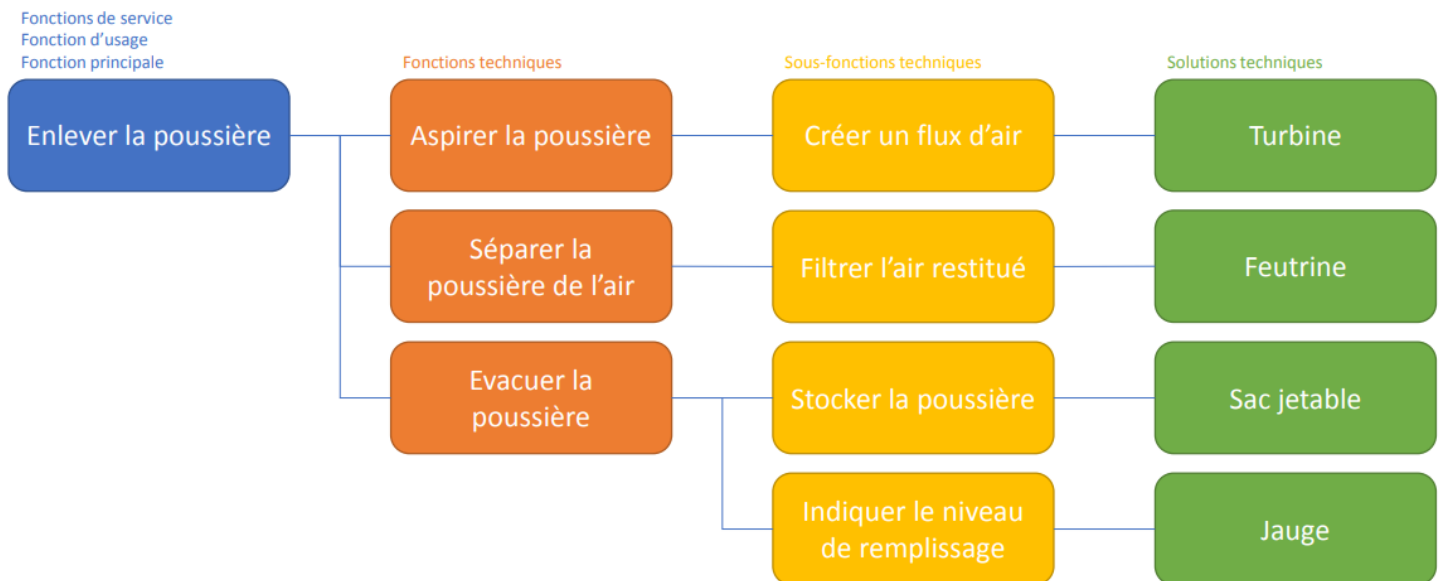 Fonctions de service
Fonction d'usage
Fonction principale
Fonctions techniques
Sous-fonctions techniques
Solutions techniques
Enlever la poussière
Aspirer la poussière
Créer un flux d'air
Turbine
Séparer la
poussière de l'air
Filtrer l'air restitué
Feutrine
Evacuer la
poussière
Stocker la poussière
Sac jetable
Indiquer le niveau
de remplissage
Jauge